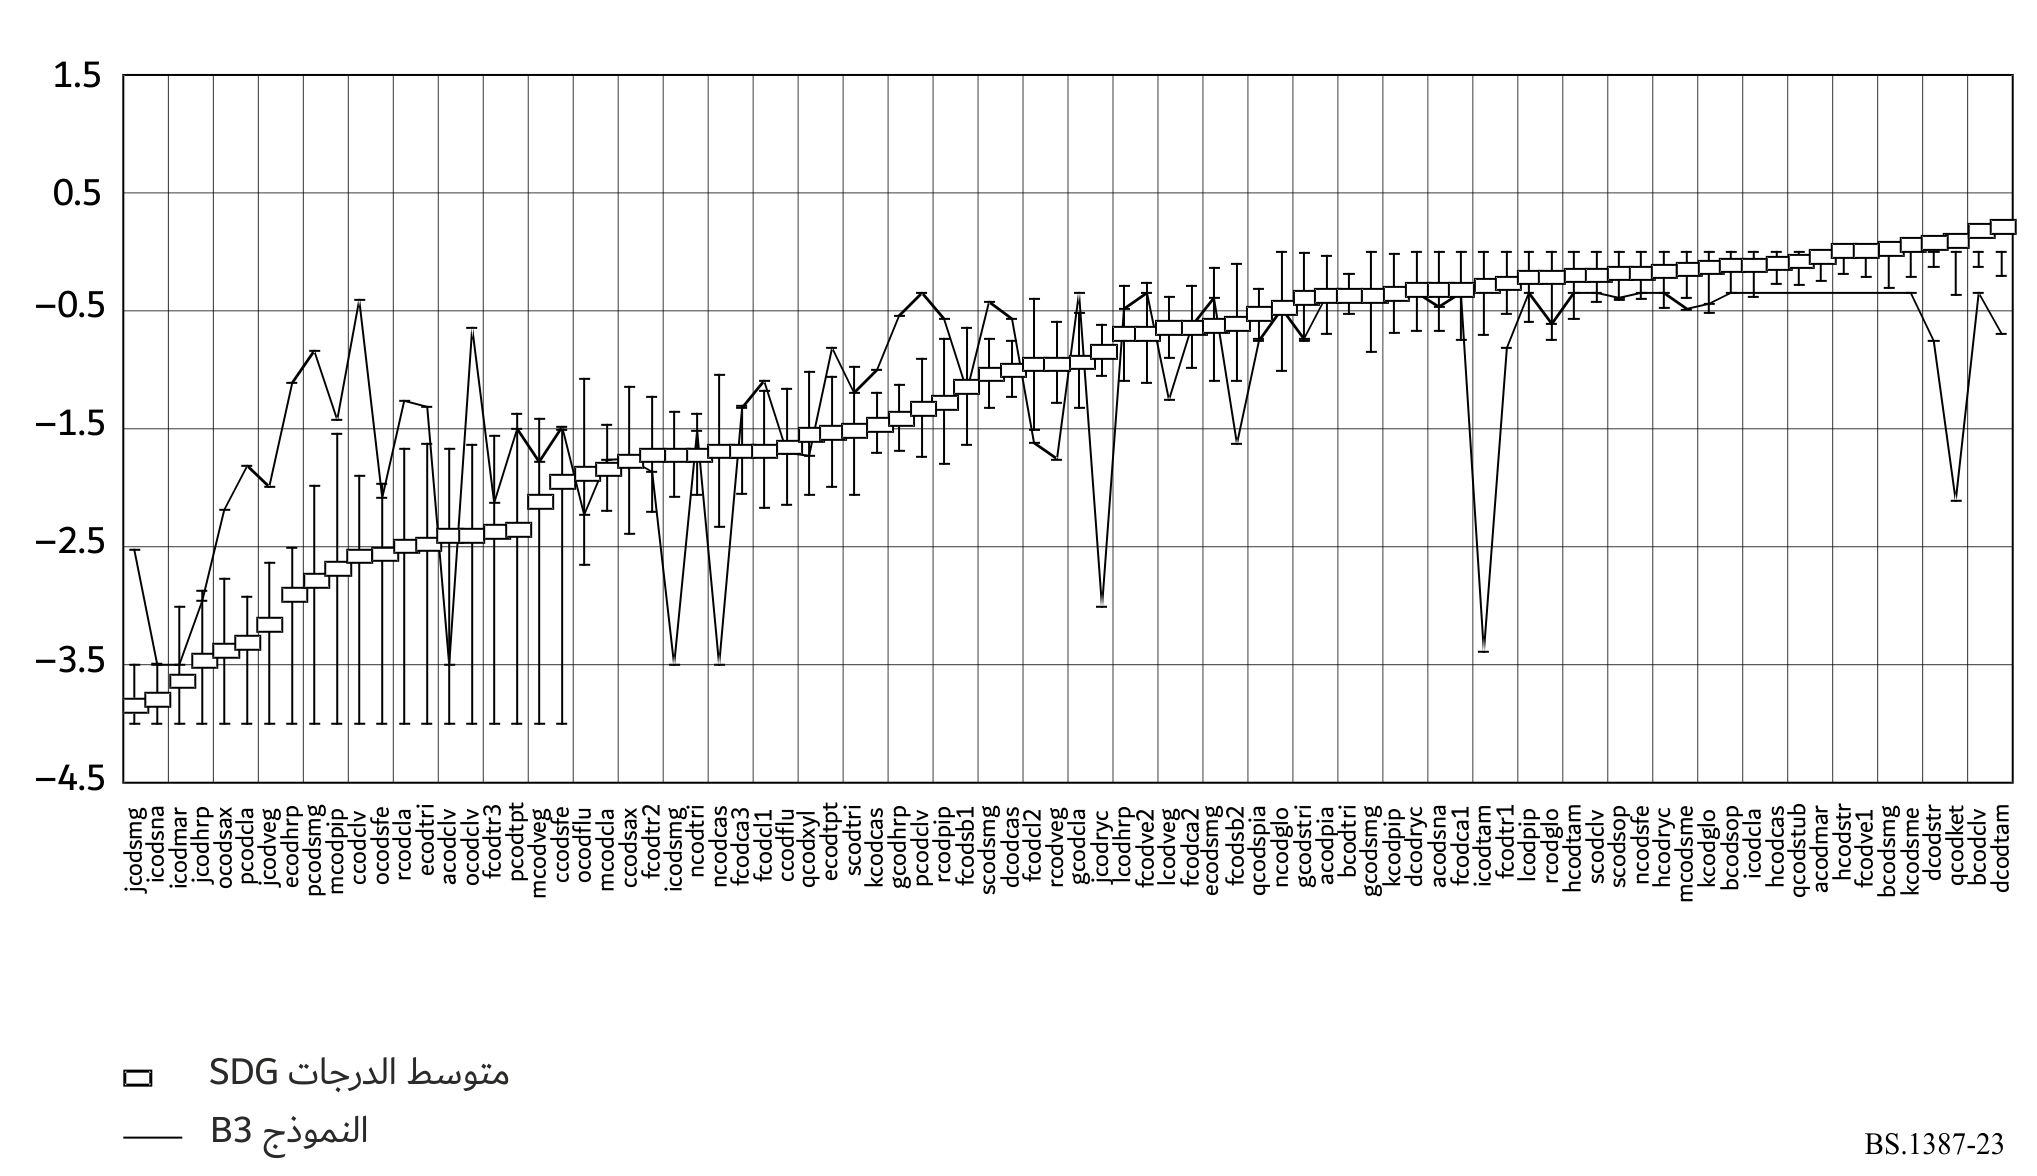 1.5
0.5
−0.5
−1.5
−2.5
−3.5
−4.5
jcodsmg
icodsna
icodmar
jcodhrp
ocodsax
pcodcla
jcodveg
ecodhrp
pcodsmg
mcodpip
ccodclv
ocodsfe
rcodcla
ecodtri
acodclv
ocodclv
fcodtr3
pcodtpt
mcodveg
ccodsfe
ocodflu
mcodcla
ccodsax
fcodtr2
icodsmg
ncodtri
ncodcas
fcodca3
fcodcl1
ccodflu
qcodxyl
ecodtpt
scodtri
kcodcas
gcodhrp
pcodclv
rcodpip
fcodsb1
scodsmg
dcodcas
fcodcl2
rcodveg
gcodcla
jcodryc
lcodhrp
fcodve2
lcodveg
fcodca2
ecodsmg
fcodsb2
qcodspia
ncodglo
gcodstri
acodpia
bcodtri
gcodsmg
kcodpip
dcodryc
acodsna
fcodca1
icodtam
fcodtr1
lcodpip
rcodglo
hcodtam
scodclv
scodsop
ncodsfe
hcodryc
mcodsme
kcodglo
bcodsop
icodcla
hcodcas
qcodstub
acodmar
hcodstr
fcodve1
bcodsmg
kcodsme
dcodstr
qcodket
bcodclv
dcodtam
متوسط الدرجات SDG
النموذج B3
BS.1387-23